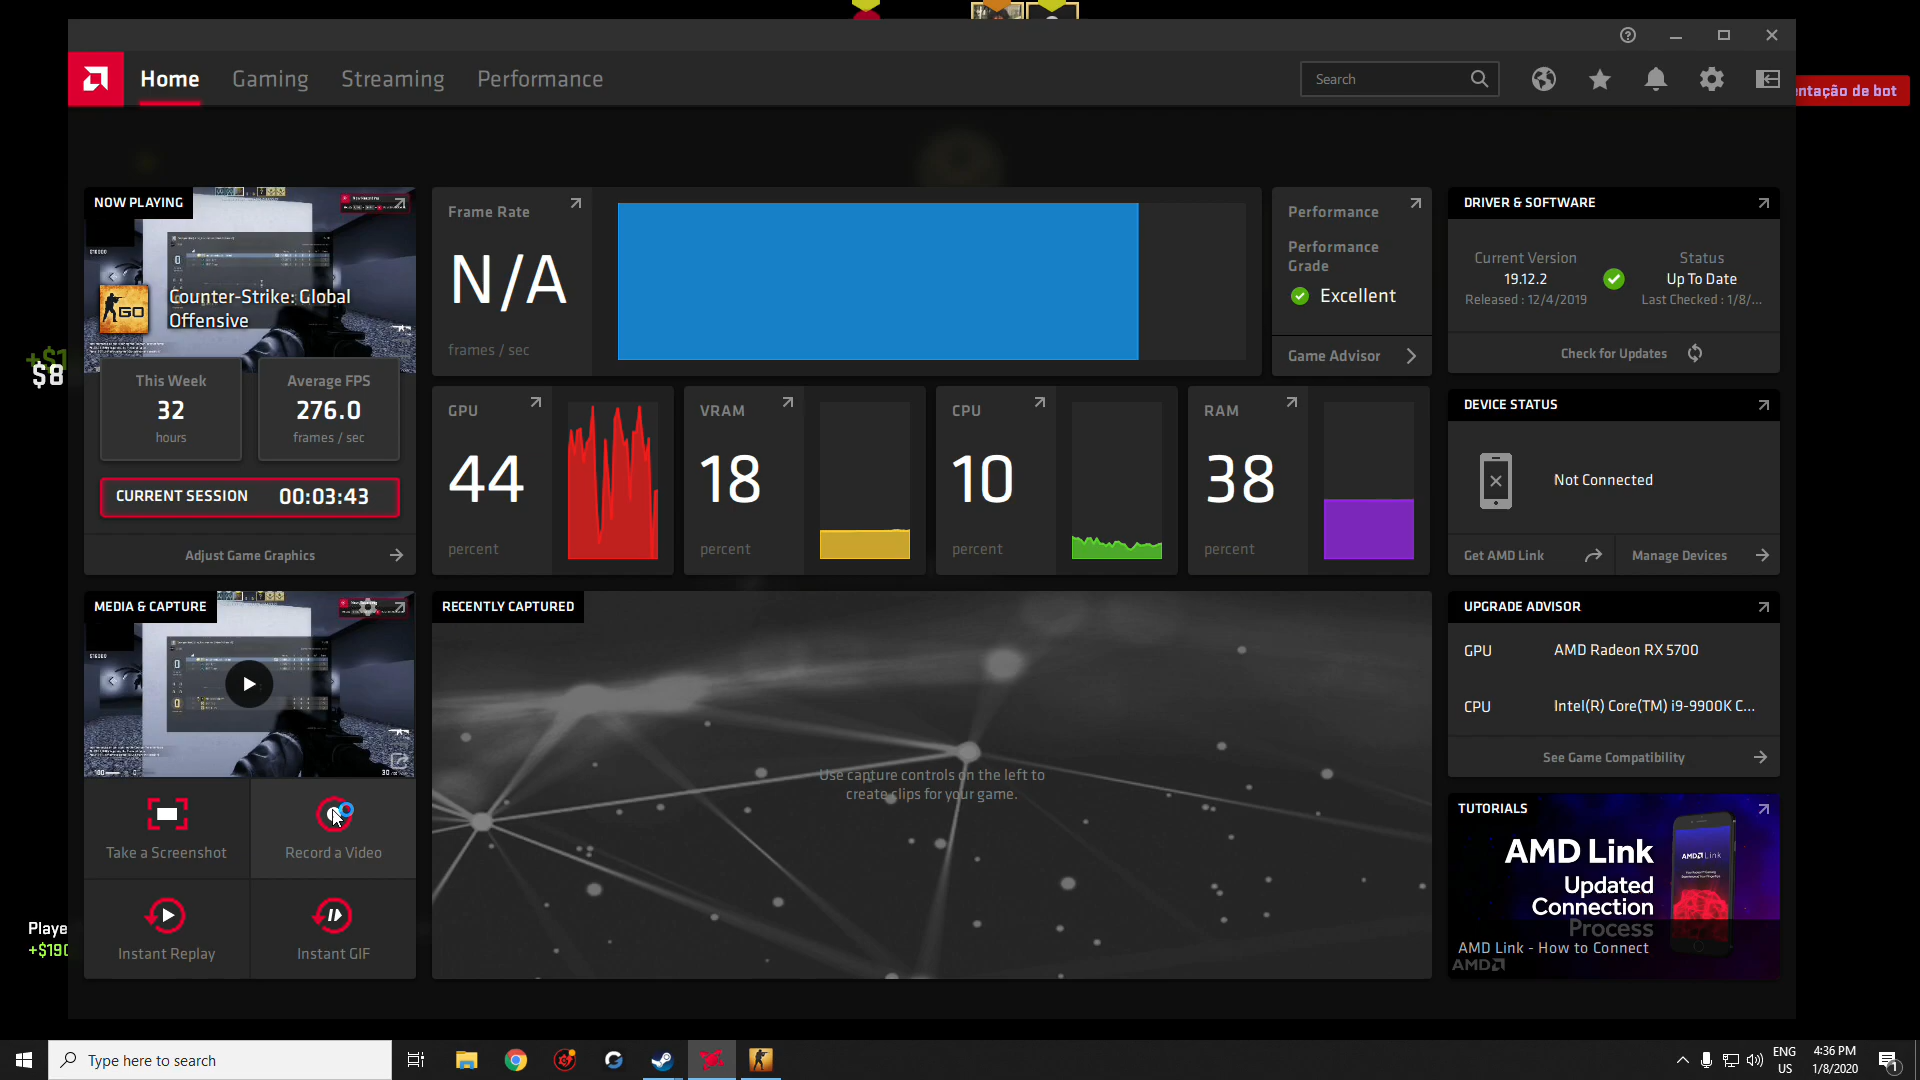 Home
Gaming
Streaming
Performance
Search
entação de bot
NOW PLAYING
GO
Counter-Strike: Global
Offensive
This Week
32
hours
Average FPS
276.0
frames / sec
CURRENT SESSION 00:03:43
Adjust Game Graphics
Frame Rate
N/A
frames / sec
Performance
Performance
Grade
Excellent
Game Advisor
DRIVER & SOFTWARE
Current Version
19.12.2
Released : 12/4/2019
Status
Up To Date
Last Checked : 1/8/...
Check for Updates
+$1
$8
GPU
44
percent
VRAM
18
percent
CPU
10
percent
RAM
38
percent
DEVICE STATUS
Not Connected
Get AMD Link
Manage Devices
MEDIA & CAPTURE
Take a Screenshot
Record a Video
Instant Replay
Instant GIF
RECENTLY CAPTURED
Use capture controls on the left to
create clips for your game.
UPGRADE ADVISOR
GPU AMD Radeon RX 5700
CPU Intel(R) Core(TM) i9-9900K C...
See Game Compatibility
TUTORIALS
AMD Link
Updated
Connection
Process
AMD Link - How to Connect
AMD
Playe
+$190
Type here to search
ENG
US
4:36 PM
1/8/2020
1